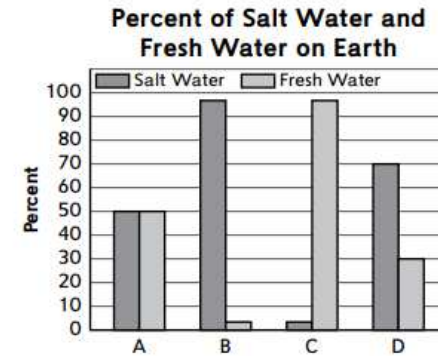 Percent of Salt Water and
Fresh Water on Earth
Salt Water Fresh Water
Percent
100
90
80
70
60
50
40
30
20
10
0
A B C D